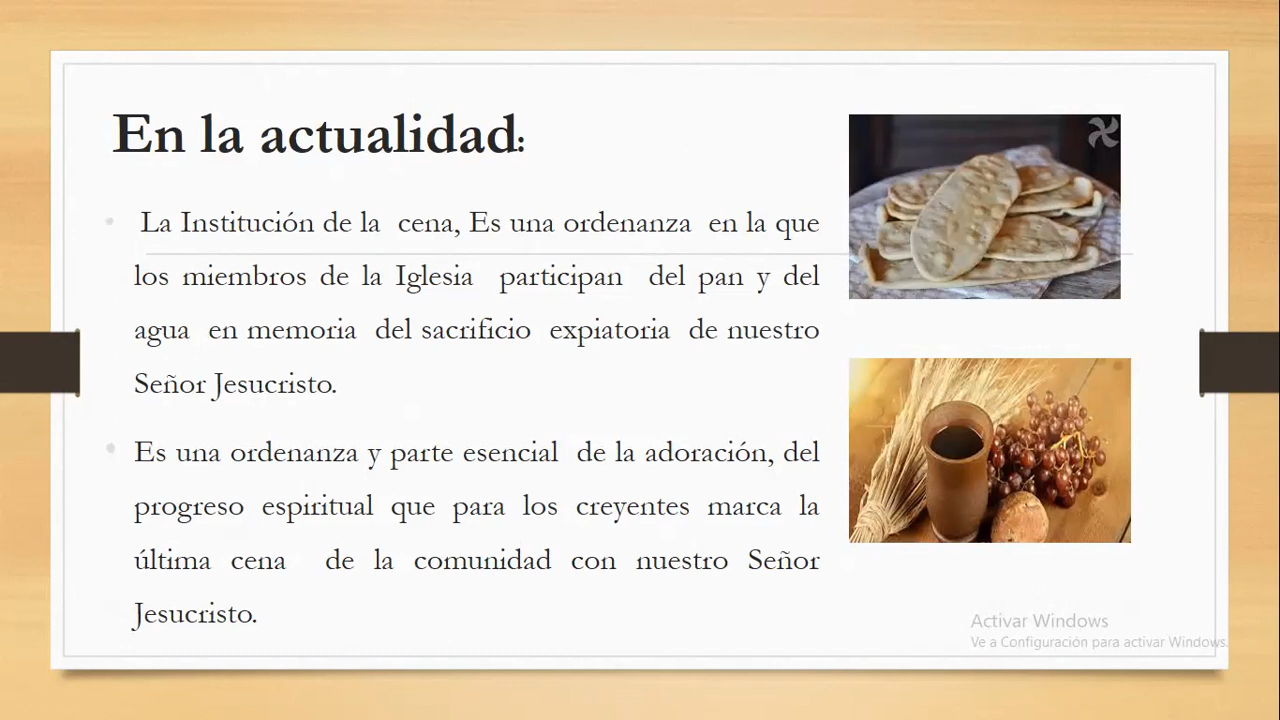 En la actualidad:
La Institución de la cena, Es una ordenanza en la que
los miembros de la Iglesia participan del pan y del
agua en memoria del sacrificio expiatoria de nuestro
Señor Jesucristo.
Es una ordenanza y parte esencial de la adoración, del
progreso espiritual que para los creyentes marca la
última cena de la comunidad con nuestro Señor
Jesucristo.
Activar Windows
Ve a Configuración para activar Windows.